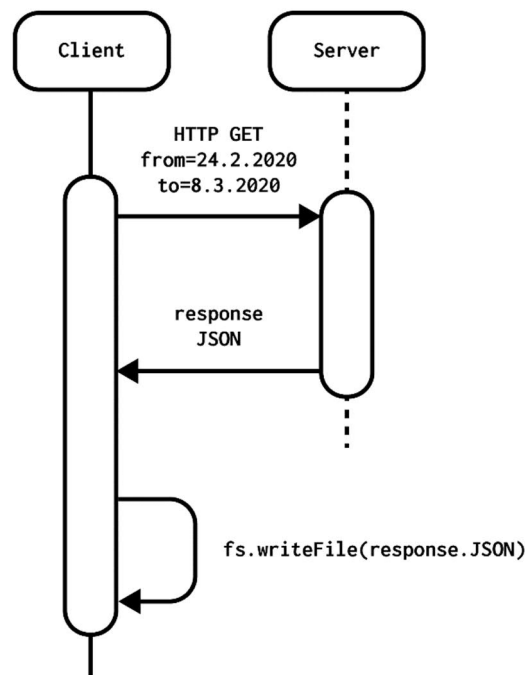 Client
Server
HTTP GET
from=24.2.2020
to=8.3.2020
response
JSON
fs.writeFile(response.JSON)